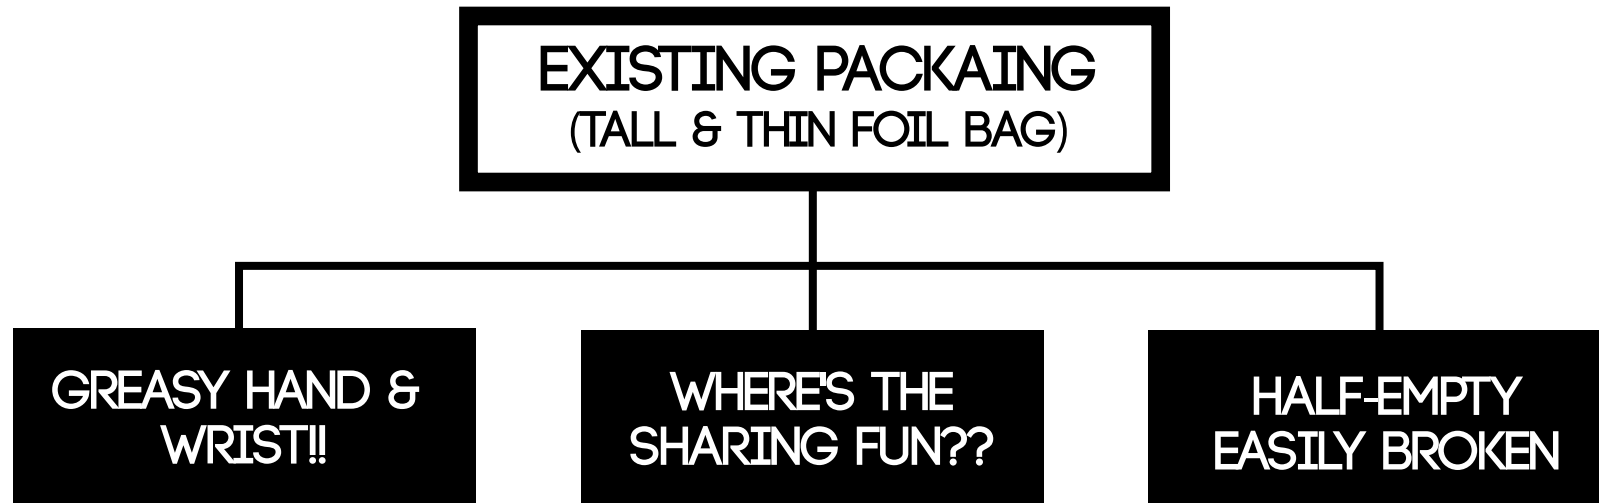 EXISTING PACKAING
(TALL & THIN FOIL BAG)
GREASY HAND &
WRIST!!
WHERE'S THE
SHARING FUN??
HALF-EMPTY
EASILY BROKEN